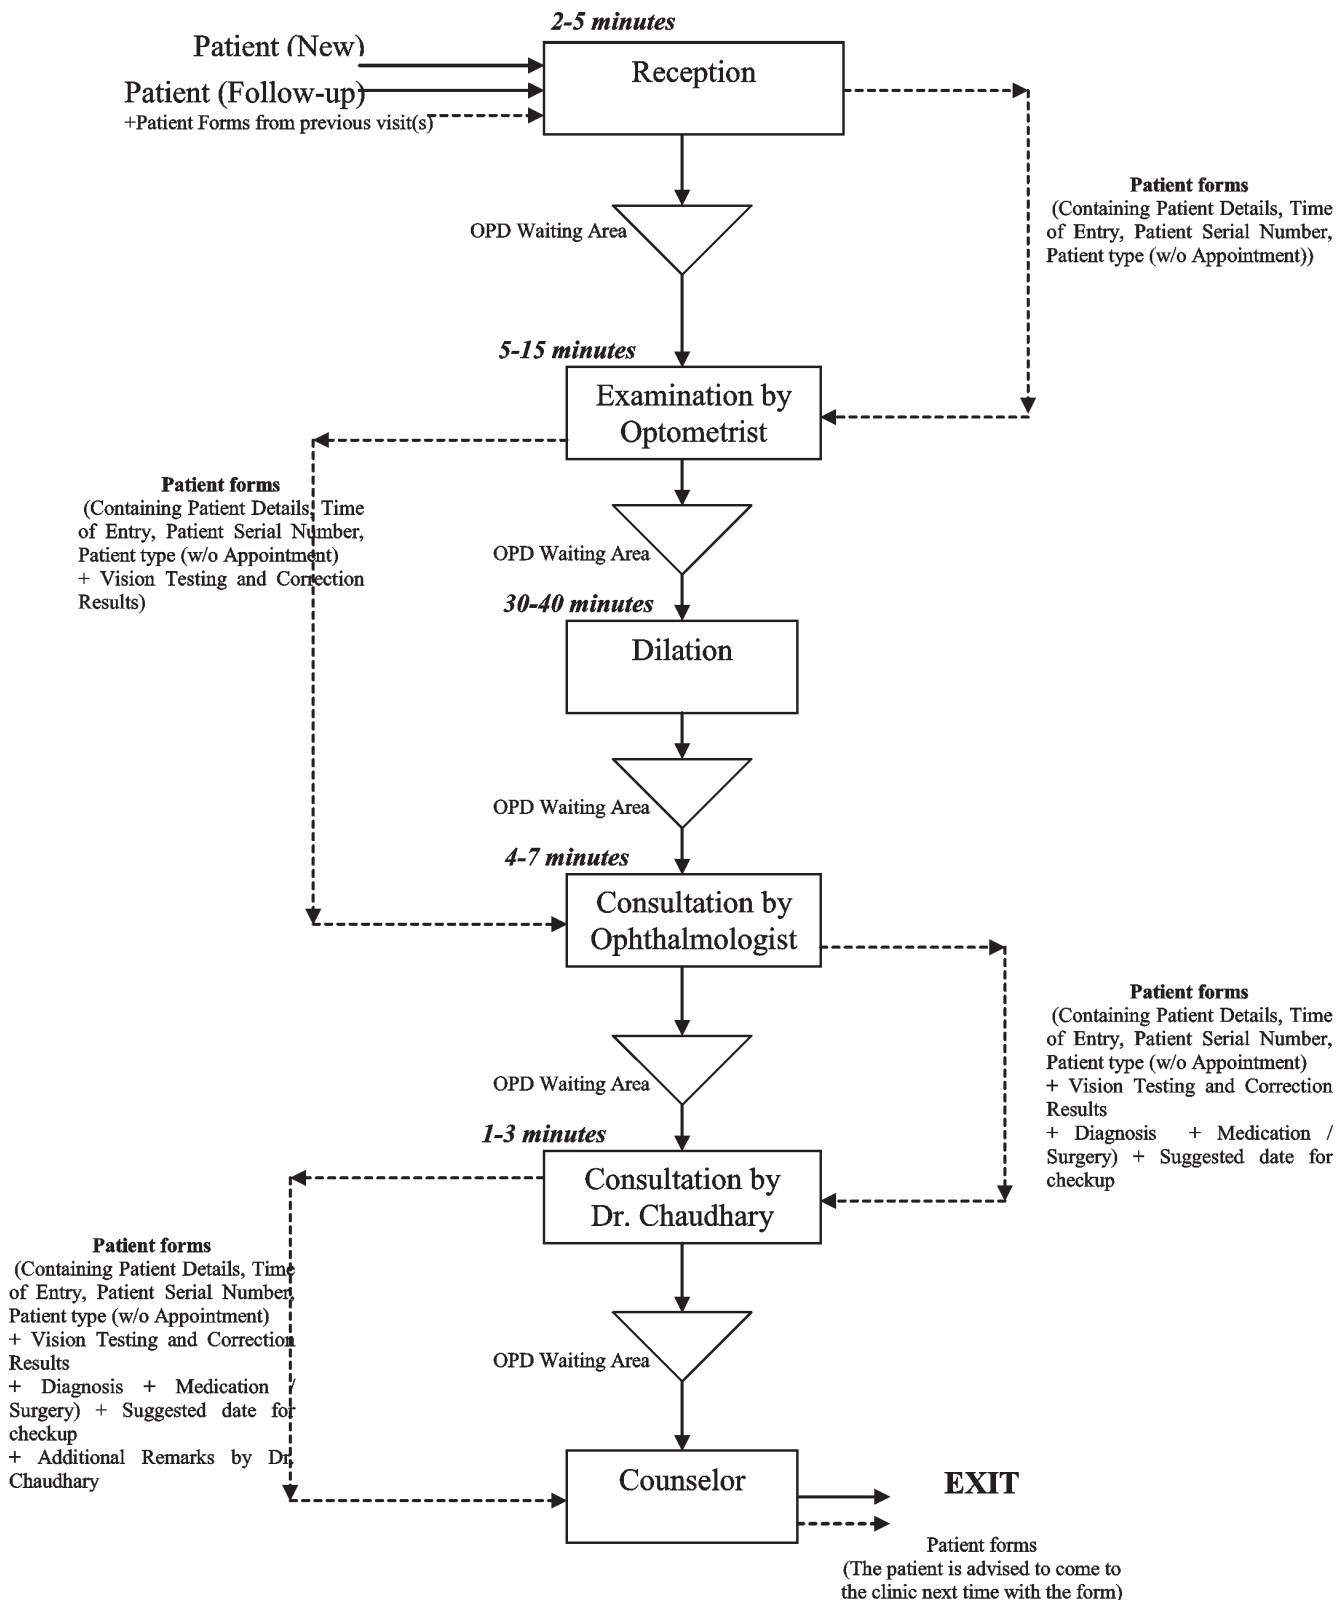 2-5 minutes
Patient (New)
Reception
Patient (Follow-up)
+Patient Forms from previous visit(s)
Patient forms
(Containing Patient Details, Time
of Entry, Patient Serial Number,
Patient type (w/o Appointment))
OPD Waiting Area
5-15 minutes
Examination by
Optometrist
Patient forms
(Containing Patient Details, Time
of Entry, Patient Serial Number,
Patient type (w/o Appointment)
+ Vision Testing and Correction
Results)
OPD Waiting Area
30-40 minutes
Dilation
OPD Waiting Area
4-7 minutes
Consultation by
Ophthalmologist
Patient forms
(Containing Patient Details, Time
of Entry, Patient Serial Number,
Patient type (w/o Appointment)
+ Vision Testing and Correction
Results
+ Diagnosis + Medication /
Surgery) + Suggested date for
checkup
OPD Waiting Area
1-3 minutes
Consultation by
Dr. Chaudhary
Patient forms
(Containing Patient Details, Time
of Entry, Patient Serial Number,
Patient type (w/o Appointment)
+ Vision Testing and Correction
Results
+ Diagnosis + Medication /
Surgery) + Suggested date for
checkup
+ Additional Remarks by Dr.
Chaudhary
OPD Waiting Area
Counselor
EXIT
Patient forms
(The patient is advised to come to
the clinic next time with the form)